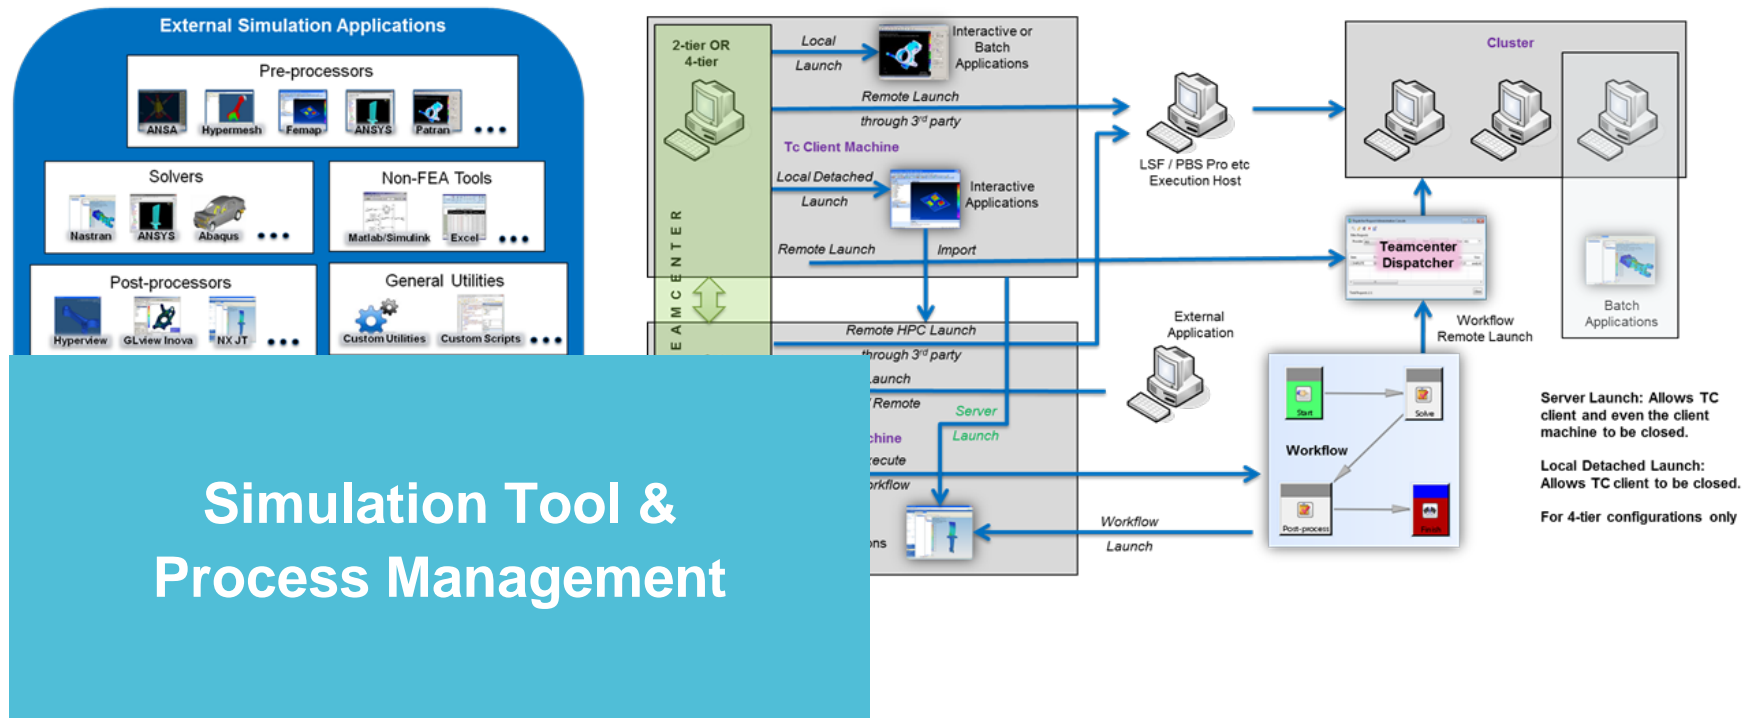 External Simulation Applications
Pre-processors
ANSA
Hypermesh
Femap
ANSYS
Patran
Solvers
Nastran
ANSYS
Abaqus
Non-FEA Tools
Matlab/Simulink
Excel
Post-processors
Hyperview
GLview Inova
NX JT
General Utilities
Custom Utilities
Custom Scripts
Simulation Tool &
Process Management
2-tier OR
4-tier
Local
Launch
Interactive or
Batch
Applications
Remote Launch
through 3rd party
Tc Client Machine
Local Detached
Launch
Interactive
Applications
Remote Launch
Import
EAMCENTER
Remote HPC Launch
through 3rd party
Launch
/ Remote
Server
Launch
chine
xecute
orkflow
ons
LSF / PBS Pro etc
Execution Host
External
Application
Workflow
Launch
Cluster
Teamcenter
Dispatcher
Batch
Applications
Workflow
Remote Launch
Start
Solve
Workflow
Post-process
Finish
Server Launch: Allows TC
client and even the client
machine to be closed.
Local Detached Launch:
Allows TC client to be closed.
For 4-tier configurations only